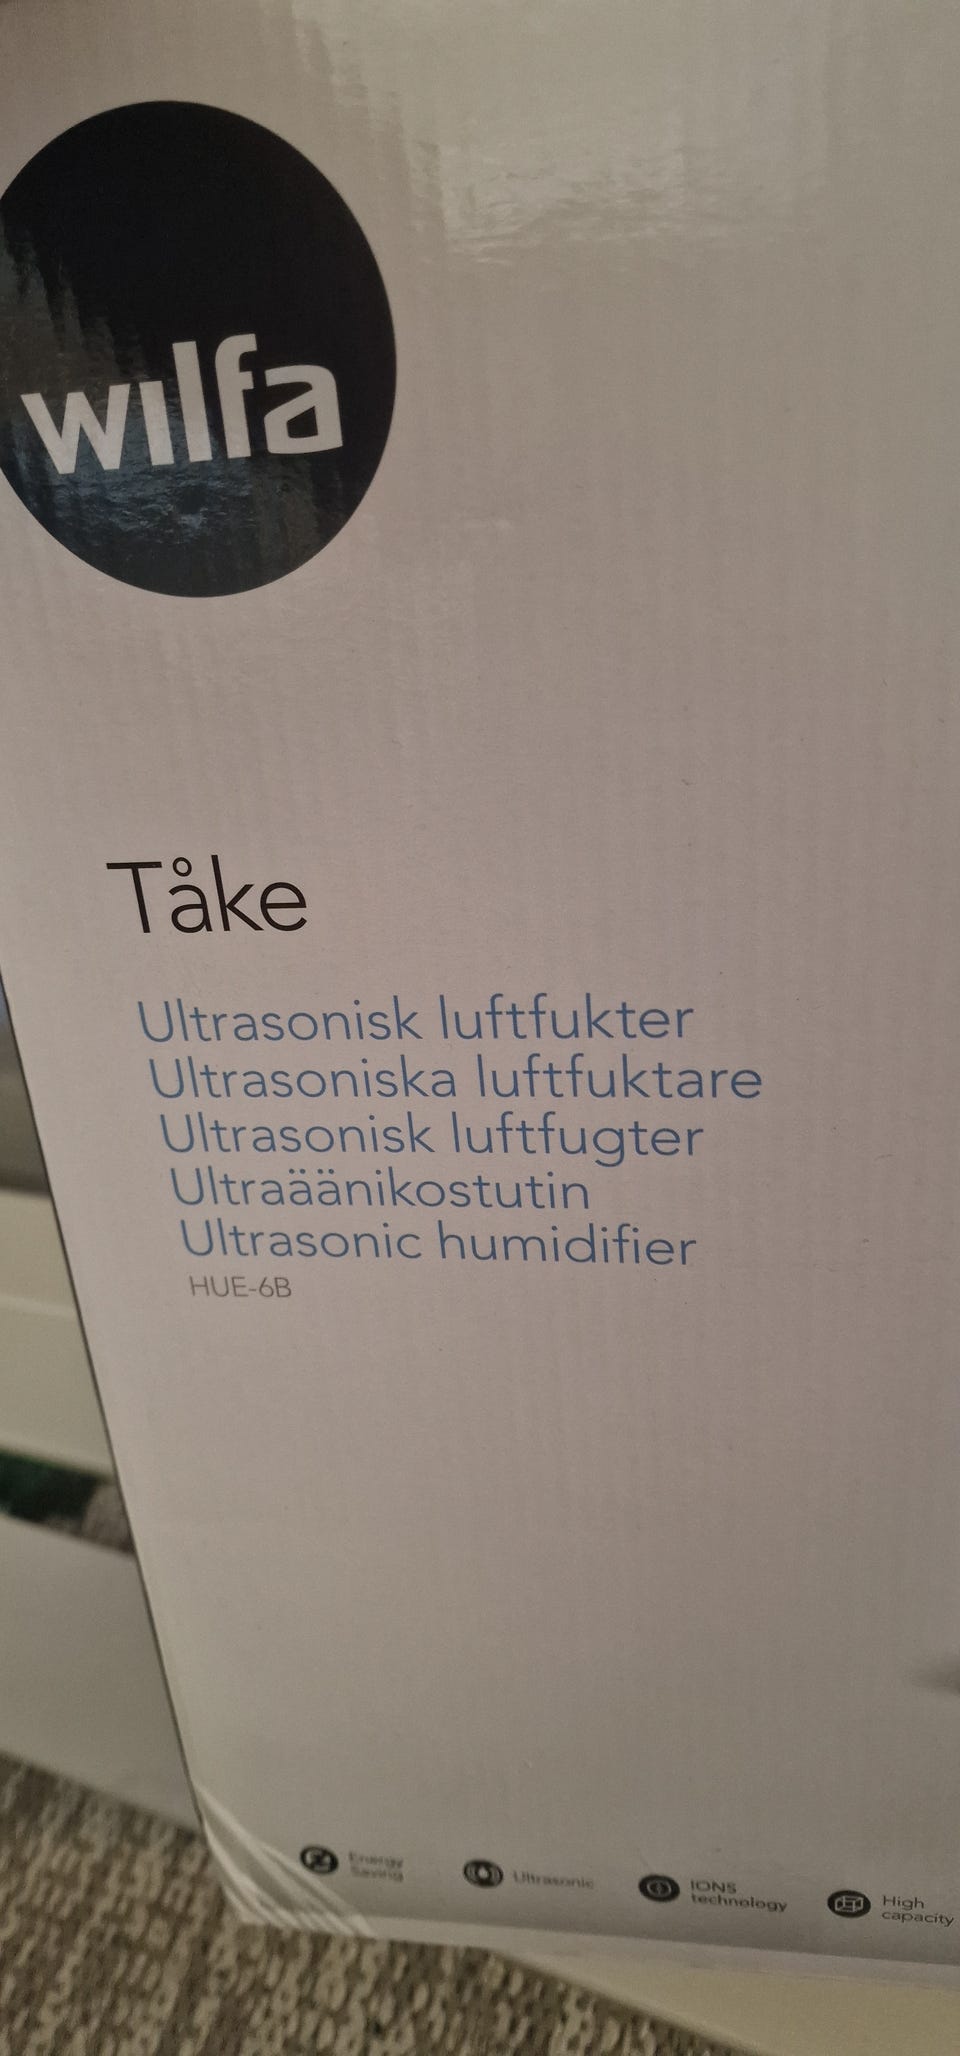 wilfa
Tåke
Ultrasonisk luftfukter
Ultrasoniska luftfuktare
Ultrasonisk luftfugter
Ultraäänikostutin
Ultrasonic humidifier
HUE-6B
Energy
Saving
Ultrasonic
IONS
technology
High
capacity